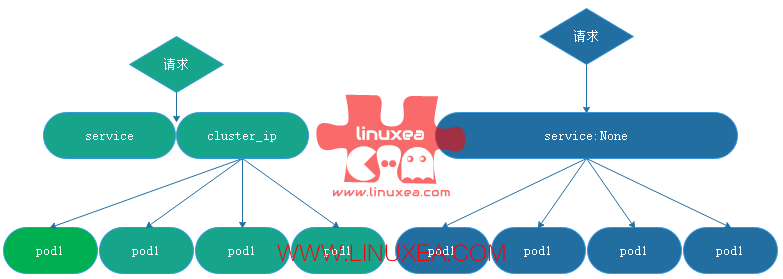 请求
请求
service
cluster_ip
linuxea
www.linuxea.com
service:None
pod1
pod1
pod1
pod1
pod1
pod1
pod1
pod1
WWW.LINUXEA.COM